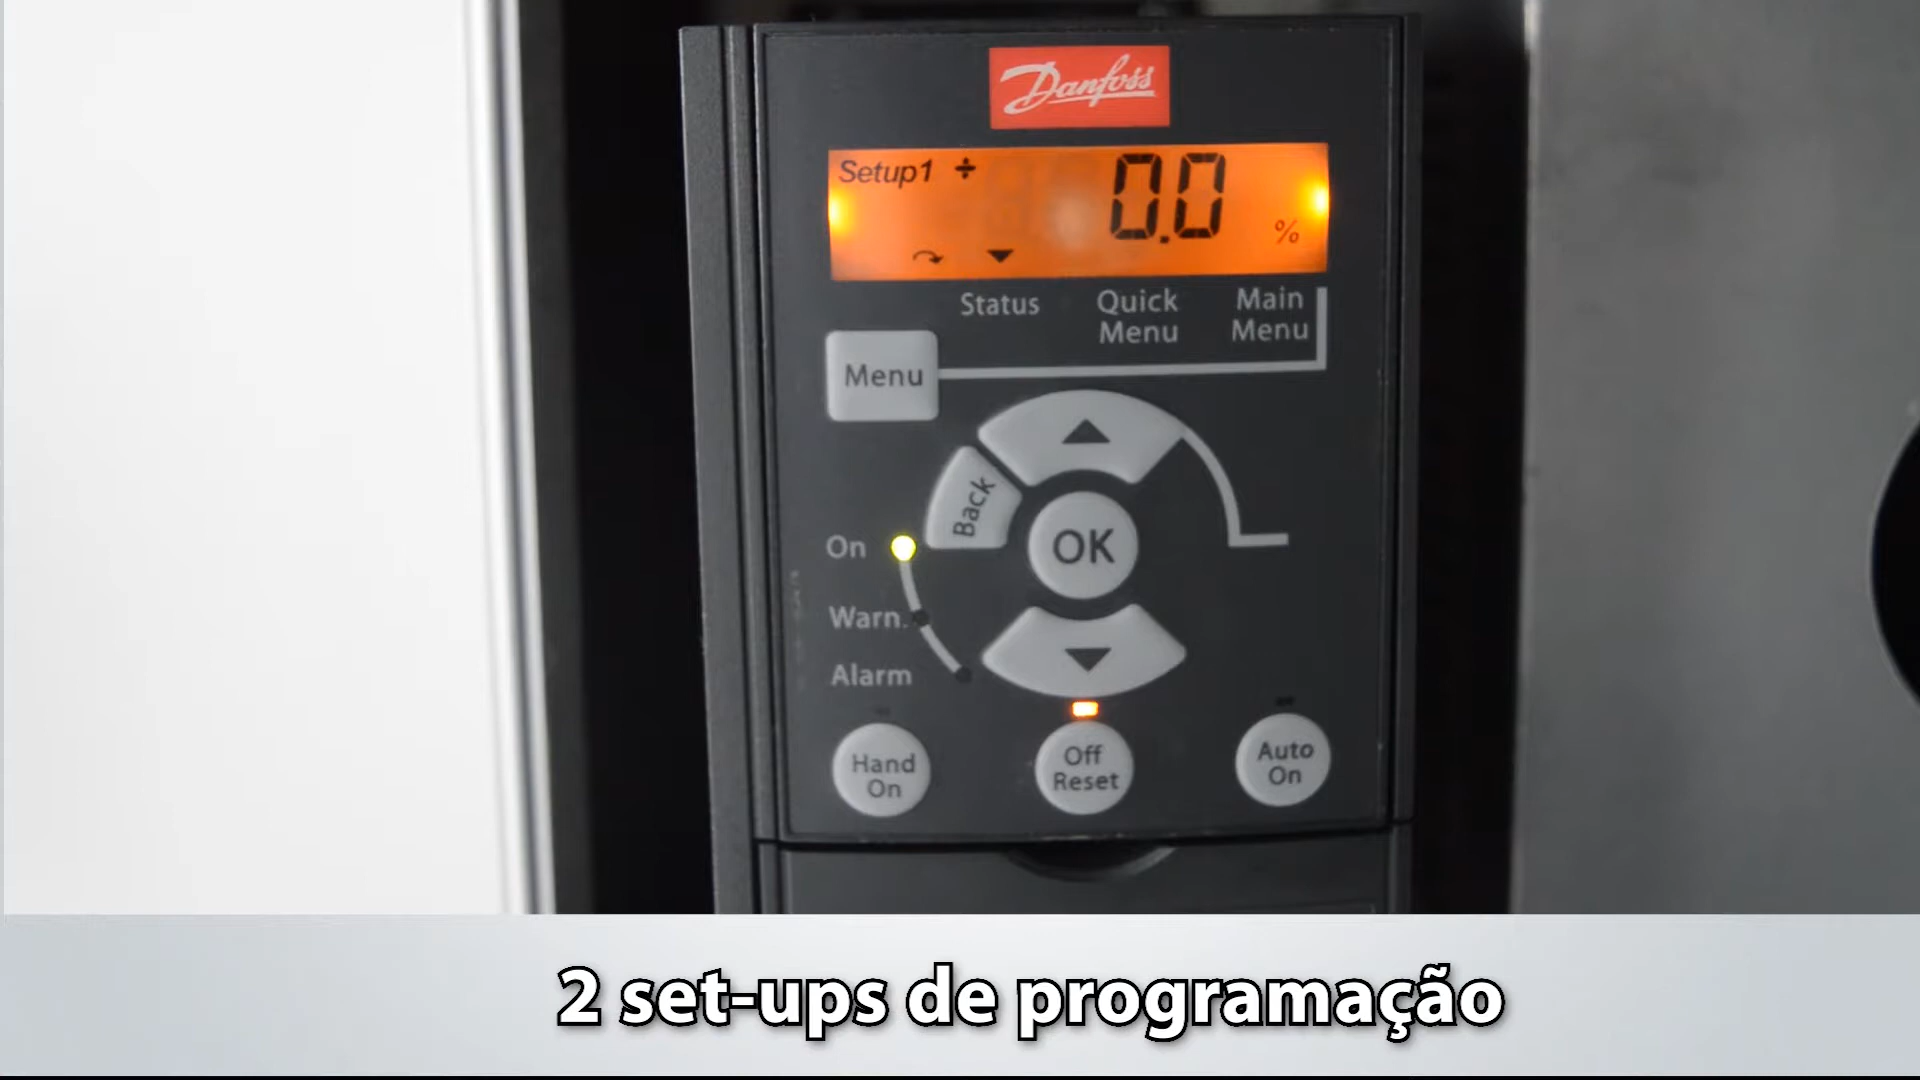 Danfoss
Setup1 ÷ 0.0 %
Status Quick Menu Main Menu
Menu
Back
OK
On
Warn.
Alarm
Hand On
Off Reset
Auto On
2 set-ups de programação